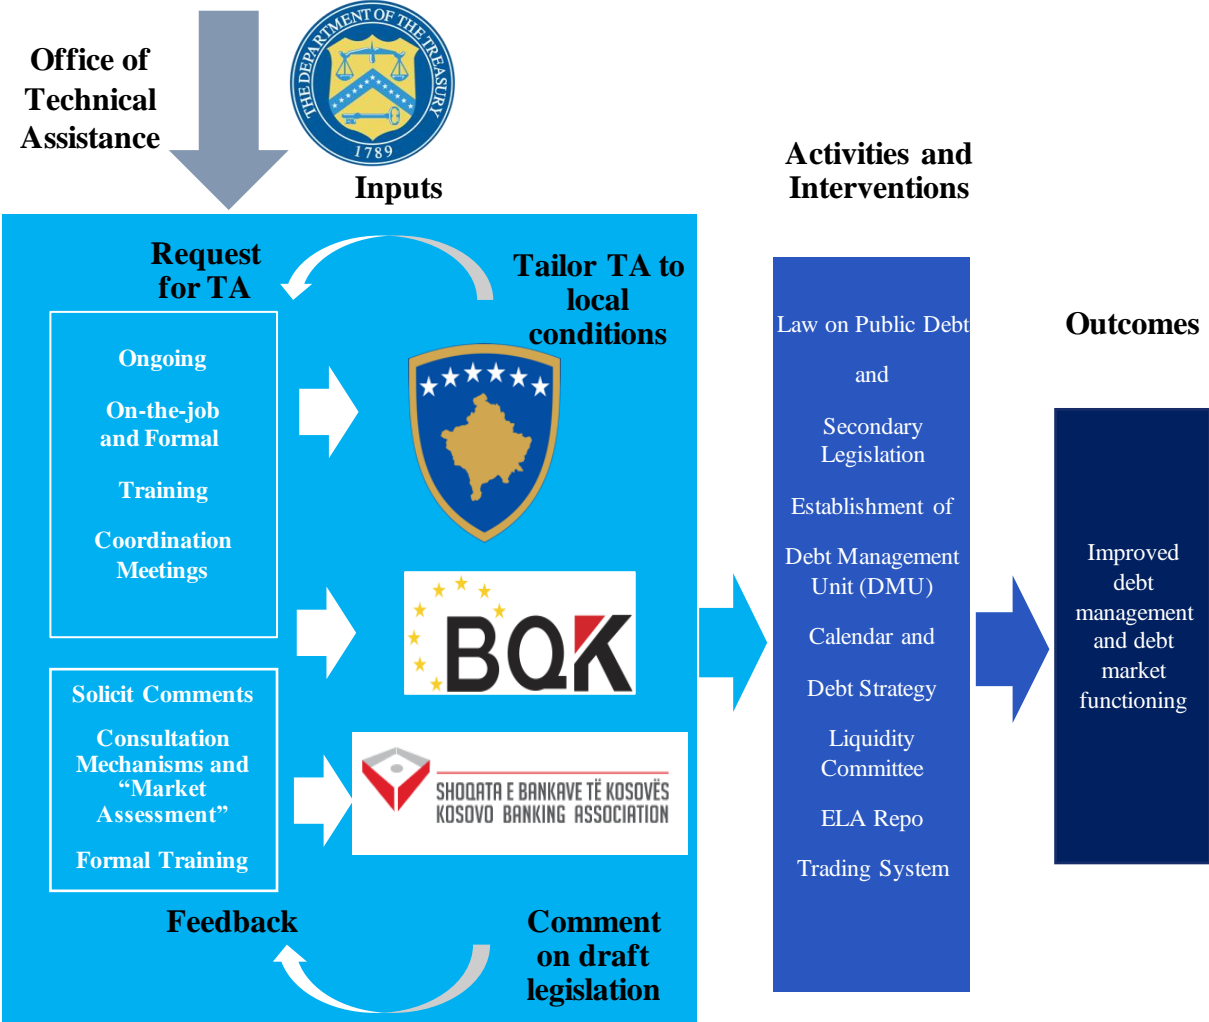 Office of
Technical
Assistance
THE DEPARTMENT OF THE TREASURY
1789
Inputs
Request
for TA
Tailor TA to
local
conditions
Ongoing
On-the-job
and Formal
Training
Coordination
Meetings
BQK
Solicit Comments
Consultation
Mechanisms and
“Market
Assessment”
Formal Training
SHOQATA E BANKAVE TË KOSOVËS
KOSOVO BANKING ASSOCIATION
Feedback
Comment
on draft
legislation
Activities and
Interventions
Law on Public Debt
and
Secondary
Legislation
Establishment of
Debt Management
Unit (DMU)
Calendar and
Debt Strategy
Liquidity
Committee
ELA Repo
Trading System
Outcomes
Improved
debt
management
and debt
market
functioning